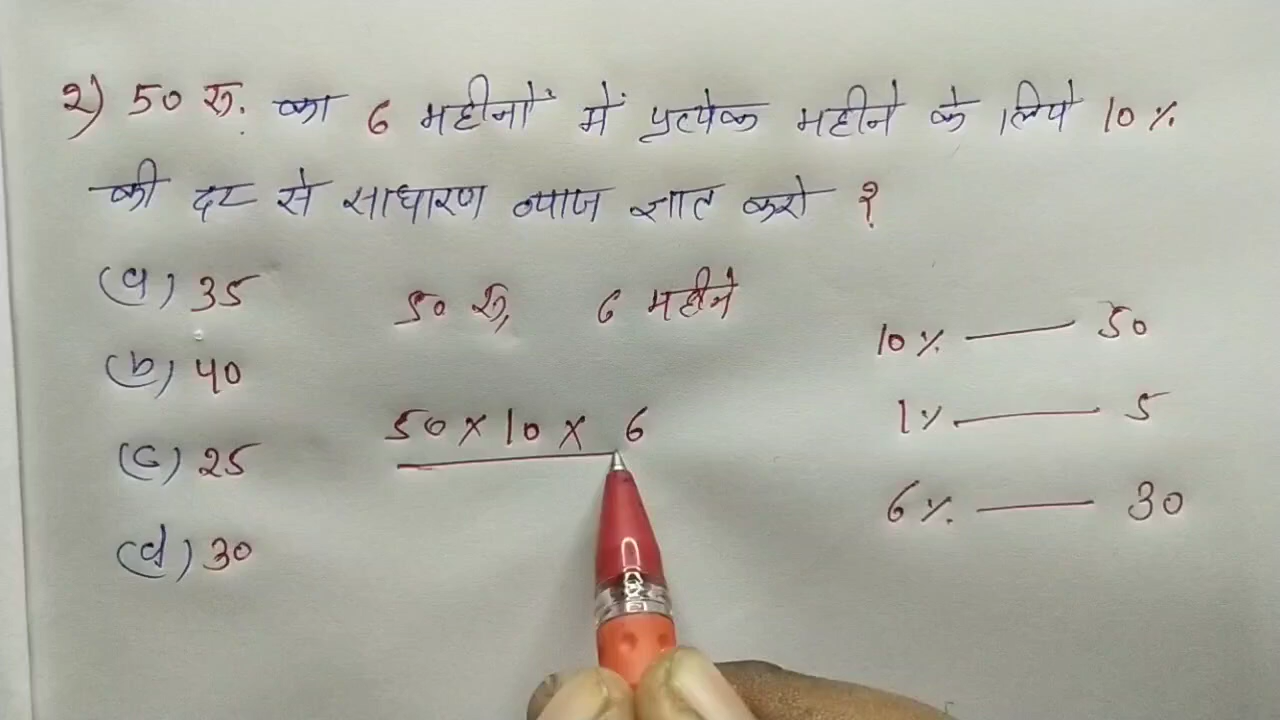 २) 50 रु. का 6 महीनों में प्रत्येक महीने के लिये 10%
की दर से साधारण ब्याज ज्ञात करो ?
(a) 35
(b) 40
(c) 25
(d) 30
50 रु, 6 महीने
50 × 10 × 6
10% — 50
1% — 5
6% — 30